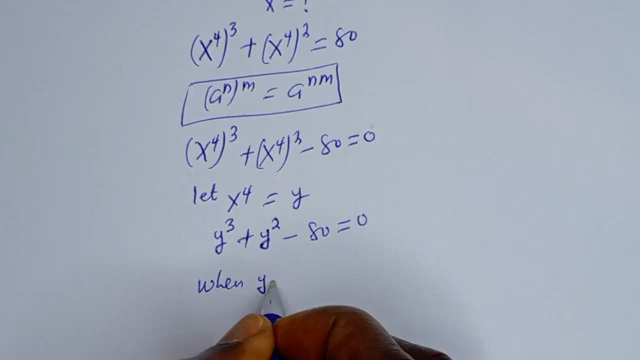 x = ?
(x⁴)³ + (x⁴)² = 80
(aⁿ)ᵐ = aⁿᵐ
(x⁴)³ + (x⁴)² − 80 = 0
let x⁴ = y
y³ + y² − 80 = 0
when y